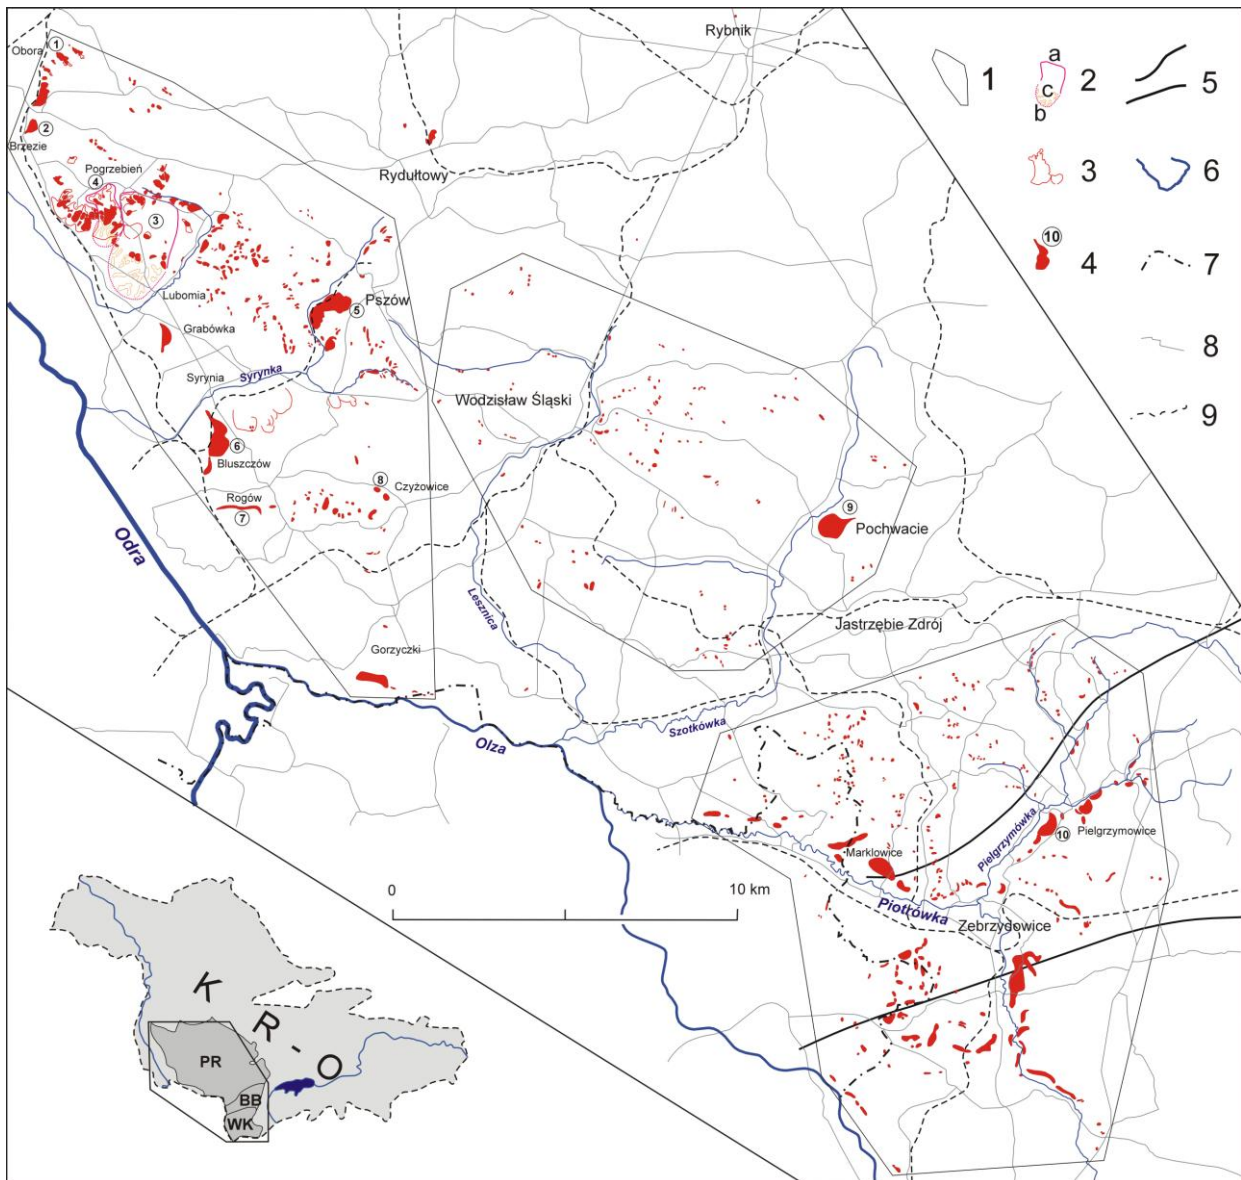 Rybnik
Obora
1
2
Brzezie
Pogrzebień
4
3
Rydułtowy
Lubomia
Grabówka
Pszów
5
Syrynia
Syrynka
Wodzisław Śląski
6
Bluszczów
Rogów
7
8
Czyżowice
9
Pochwacie
Odra
Lesznica
Jastrzębie Zdrój
Gorzyczki
Szotkówka
Olza
Marklowice
Pielgrzymówka
Pielgrzymowice
10
Piotrówka
Zebrzydowice
0
10 km
1
a
c
b
2
5
3
6
10
4
7
8
9
K
R - O
PR
BB
WK